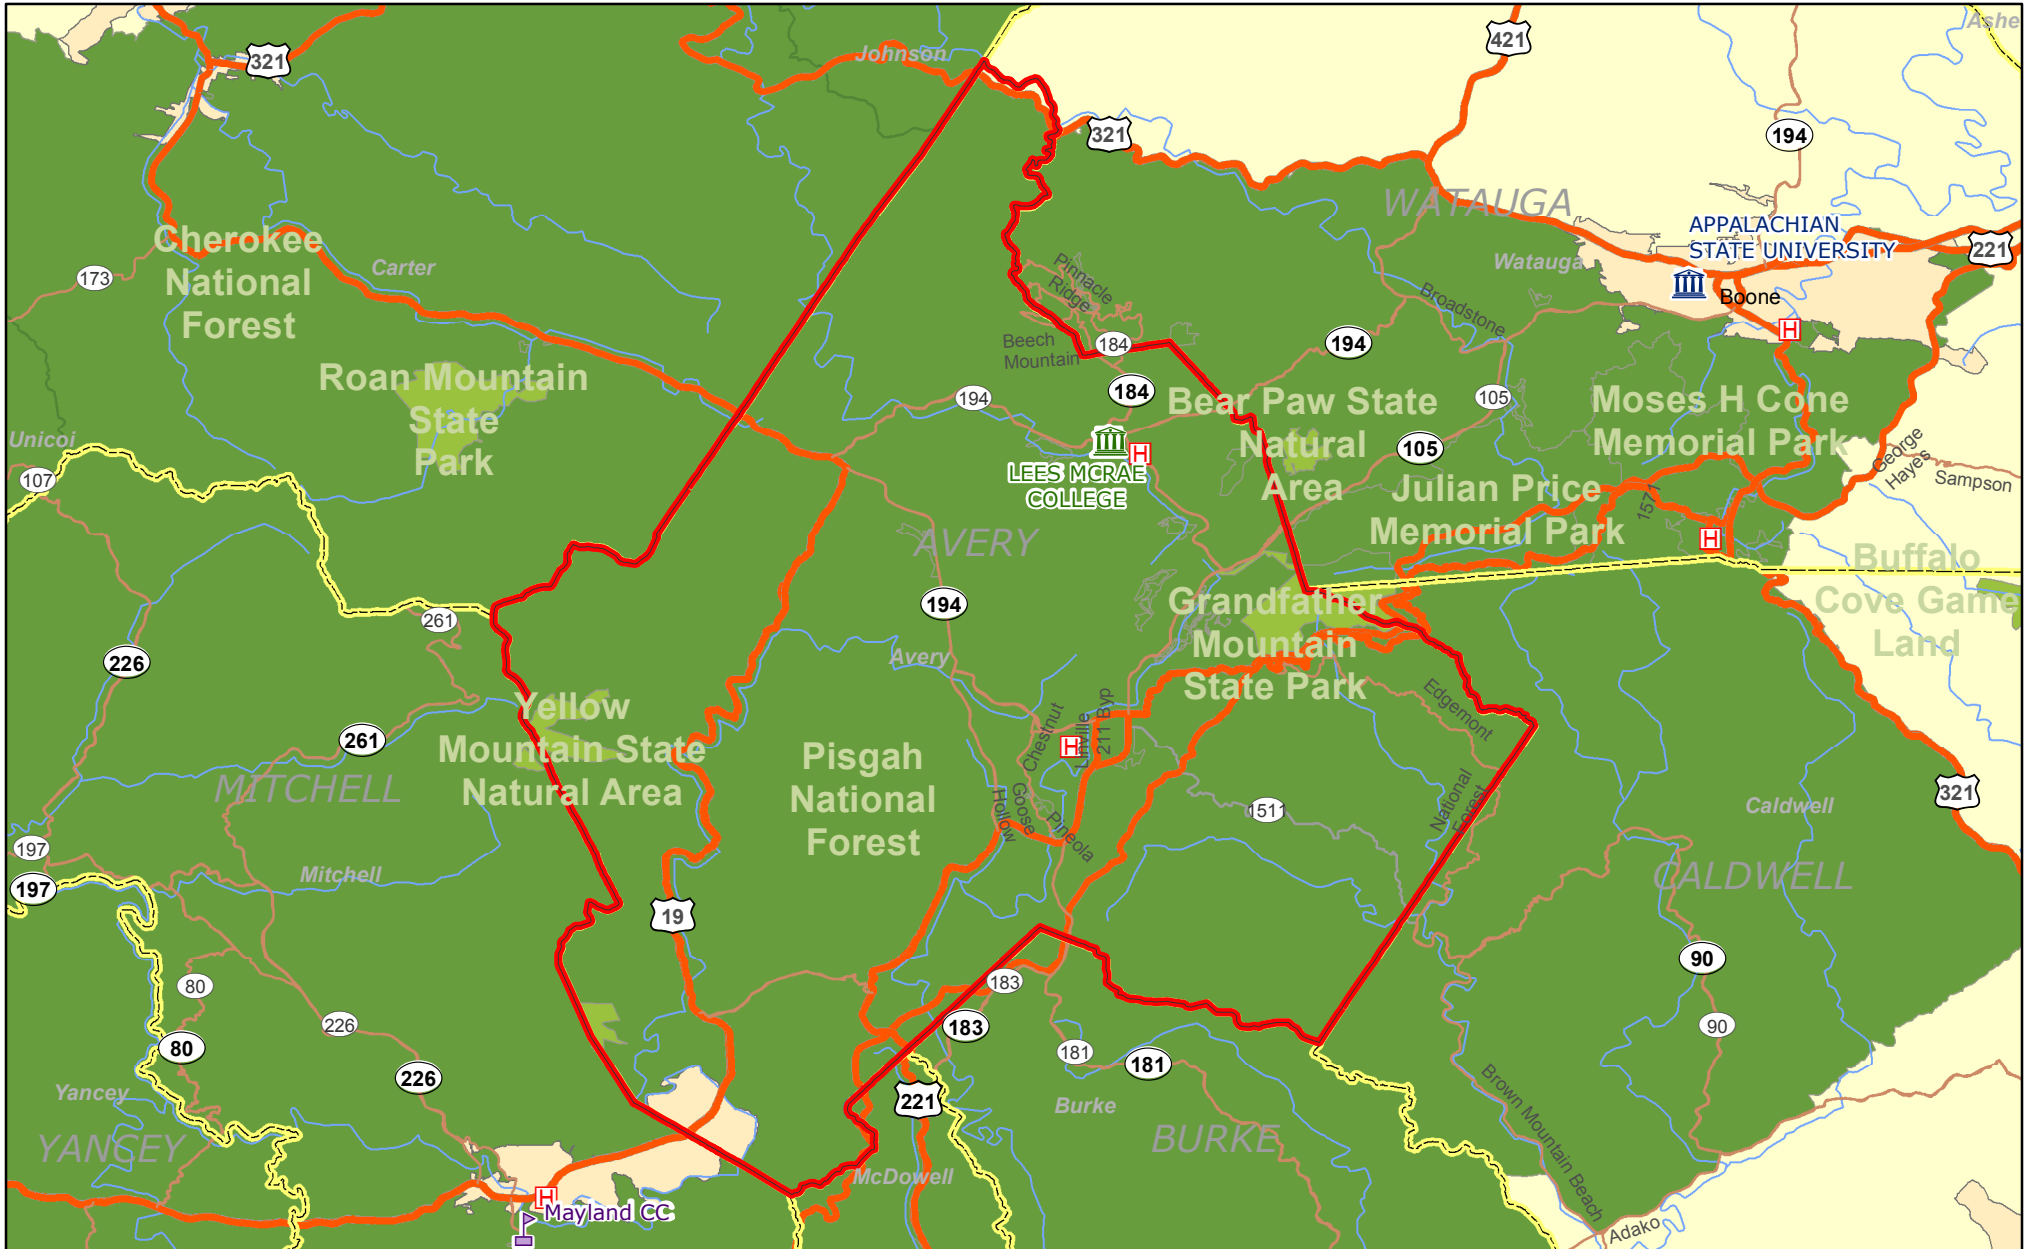 321
Johnson
421
Ashe
321
194
WATAUGA
APPALACHIAN
STATE UNIVERSITY
221
Cherokee
National
Forest
173
Carter
Watauga
Pinnacle
Ridge
Broadstone
Boone
H
Beech
Mountain
184
194
184
Roan Mountain
State
Park
194
105
Bear Paw State
Natural
Area
Moses H Cone
Memorial Park
Unicoi
107
LEES MCRAE
COLLEGE
H
105
George
Hayes
Sampson
Julian Price
Memorial Park
1571
H
AVERY
Buffalo
Cove Game
Land
194
261
226
Grandfather
Mountain
State Park
Avery
Yellow
Mountain State
Natural Area
261
Edgemont
Chestnut
Linville
211 Byp
H
Pisgah
National
Forest
MITCHELL
Goose
Hollow
Pineola
1511
National
Forest
321
Caldwell
197
197
Mitchell
CALDWELL
19
90
80
183
226
183
90
80
181
181
226
221
Yancey
Burke
Brown Mountain Beach
YANCEY
BURKE
McDowell
H
Mayland CC
Adako